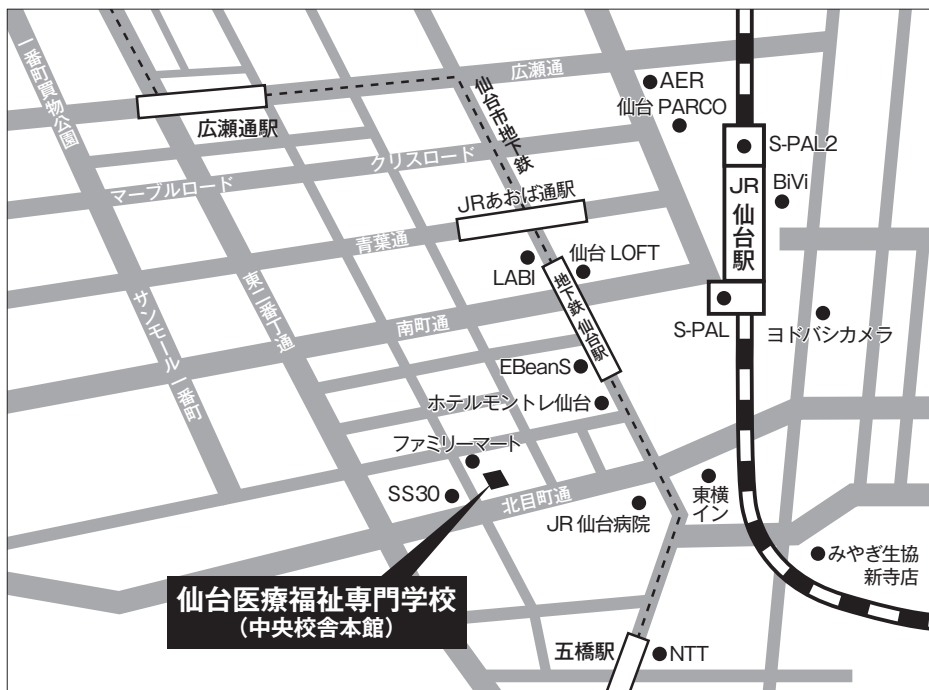 一番町買物公園
広瀬通
仙台市地下鉄
AER
仙台 PARCO
広瀬通駅
S-PAL2
クリスロード
マーブルロード
JR
仙台駅
BiVi
JRあおば通駅
青葉通
仙台 LOFT
LABI
地下鉄 仙台駅
サンモール一番町
東二番丁通
南町通
S-PAL
ヨドバシカメラ
EBeanS
ホテルモントレ仙台
ファミリーマート
SS30
北目町通
JR 仙台病院
東横
イン
みやぎ生協
新寺店
仙台医療福祉専門学校
(中央校舎本館)
五橋駅
NTT